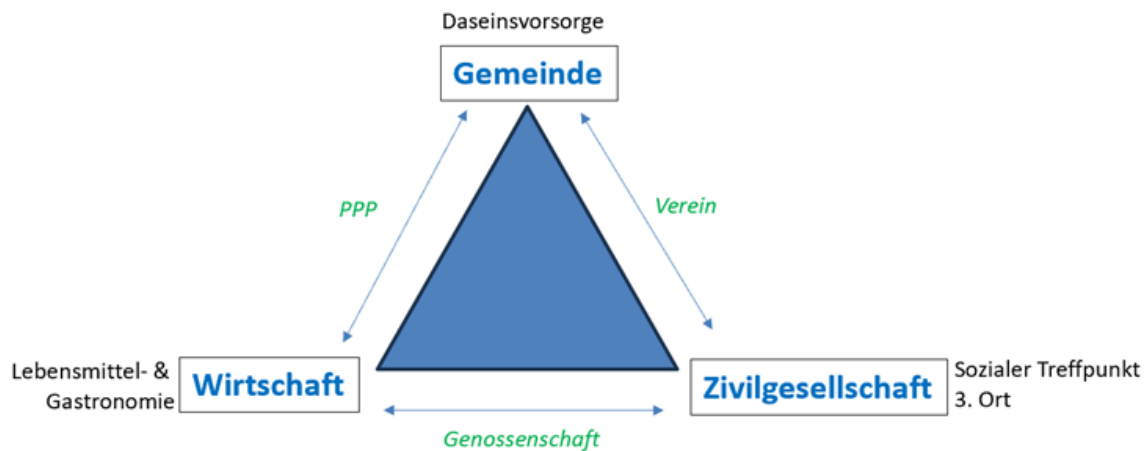 Daseinsvorsorge
Gemeinde
PPP
Verein
Lebensmittel- &
Gastronomie
Wirtschaft
Zivilgesellschaft
Sozialer Treffpunkt
3. Ort
Genossenschaft